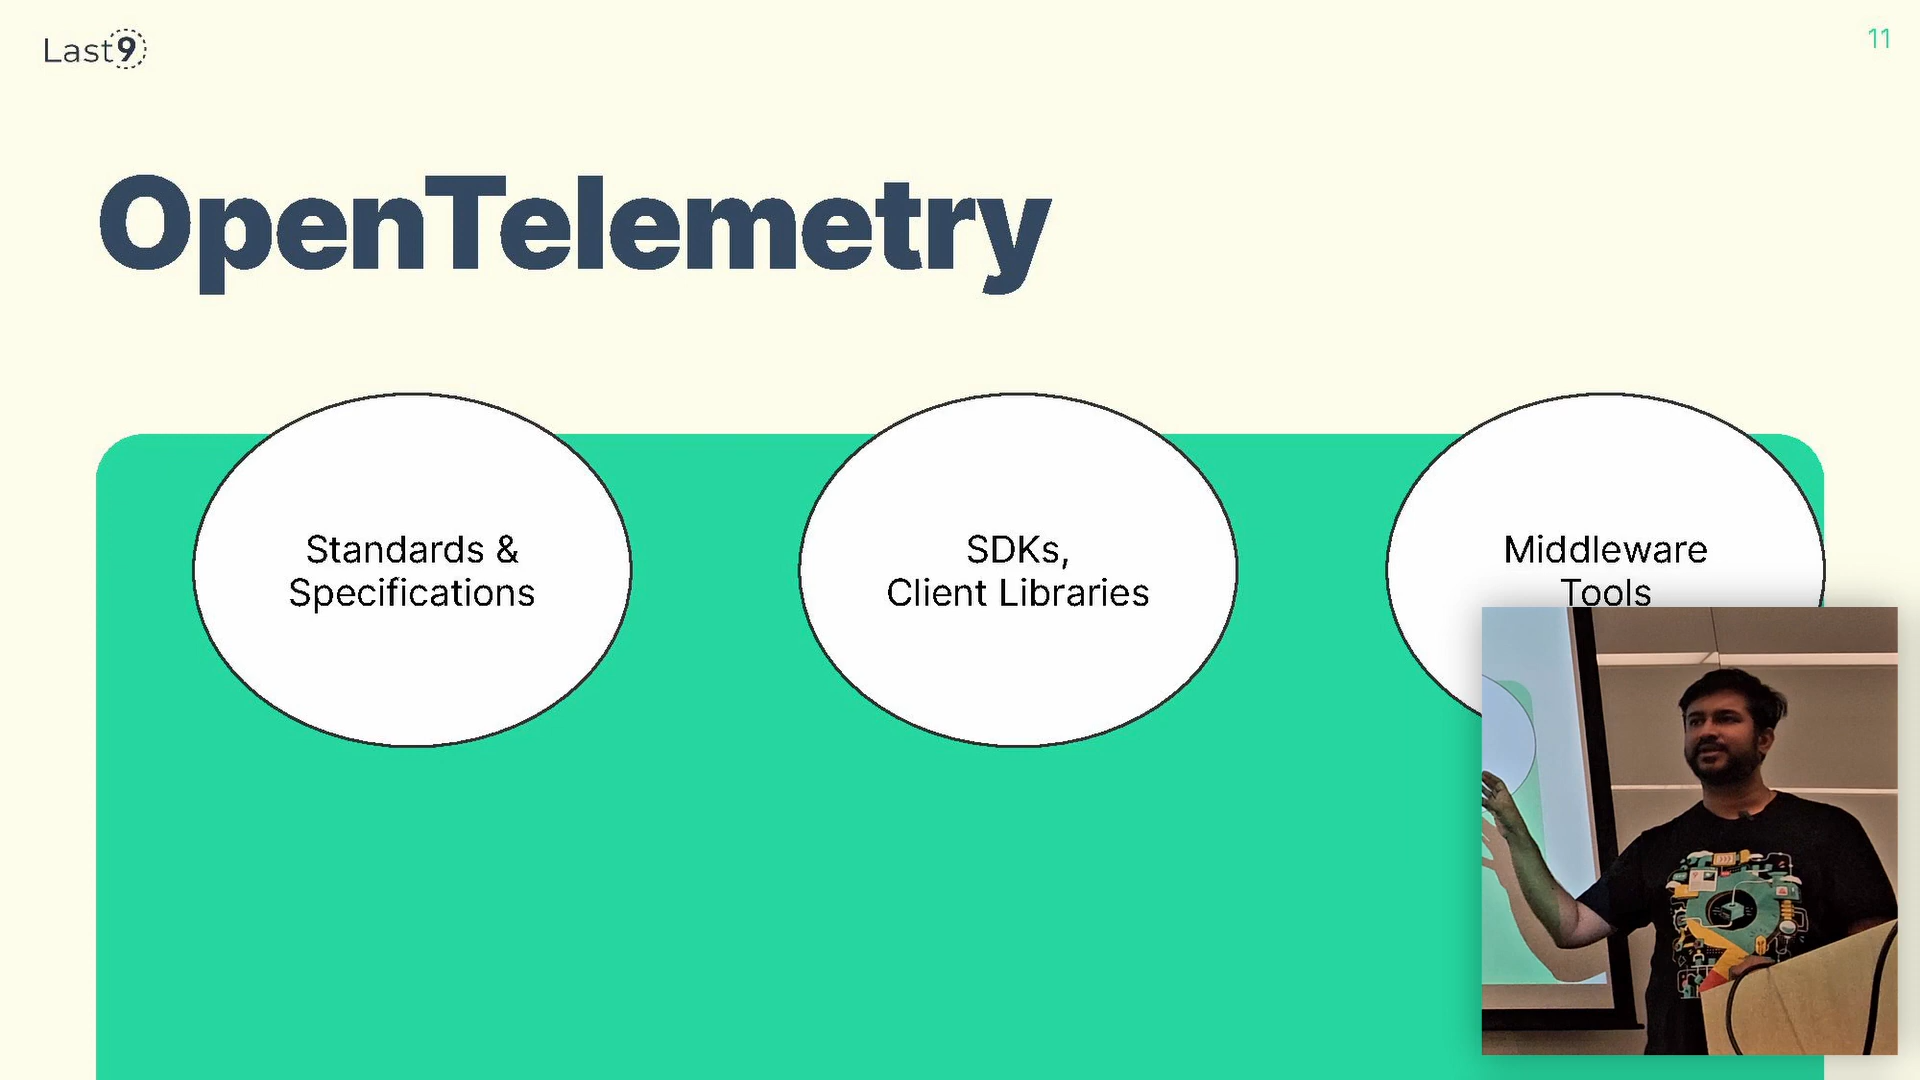 Last9
11
OpenTelemetry
Standards &
Specifications
SDKs,
Client Libraries
Middleware
Tools